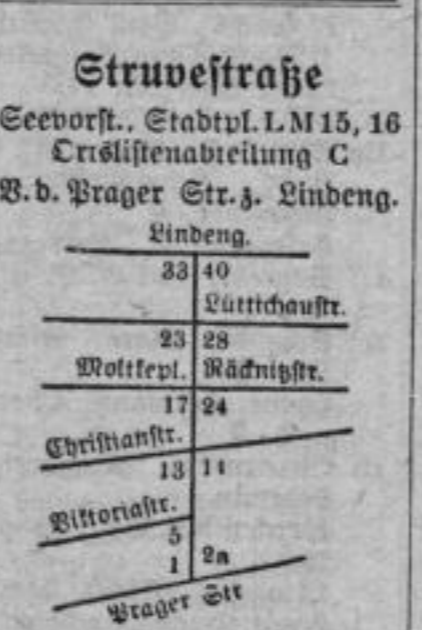 Struvestraße
Seevorst., Stadtpl. L M 15, 16
Ortslistenabteilung C
V. d. Prager Str. z. Lindeng.
Lindeng.
33 40
Lüttichaustr.
23 28
Moltkepl. Räcknitzstr.
17 24
Christianstr.
13 14
Viktoriastr.
5
1 2a
Prager Str